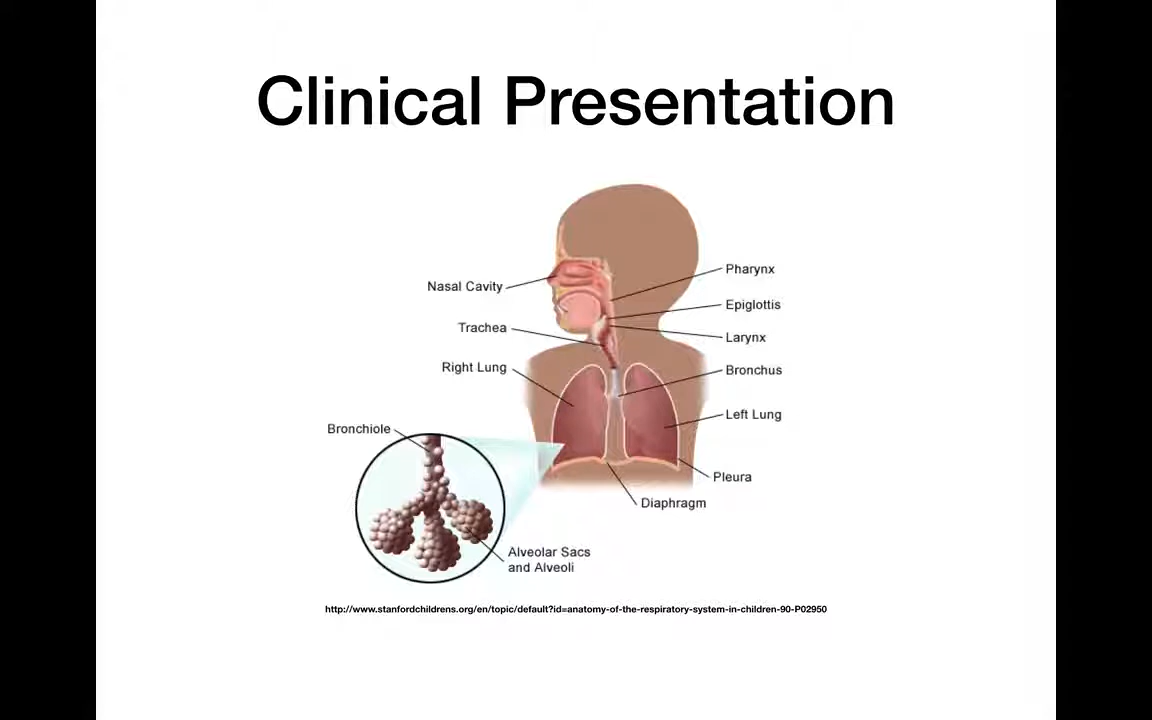 Clinical Presentation
Pharynx
Nasal Cavity
Epiglottis
Trachea
Larynx
Right Lung
Bronchus
Left Lung
Bronchiole
Pleura
Diaphragm
Alveolar Sacs
and Alveoli
http://www.stanfordchildrens.org/en/topic/default?id=anatomy-of-the-respiratory-system-in-children-90-P02950